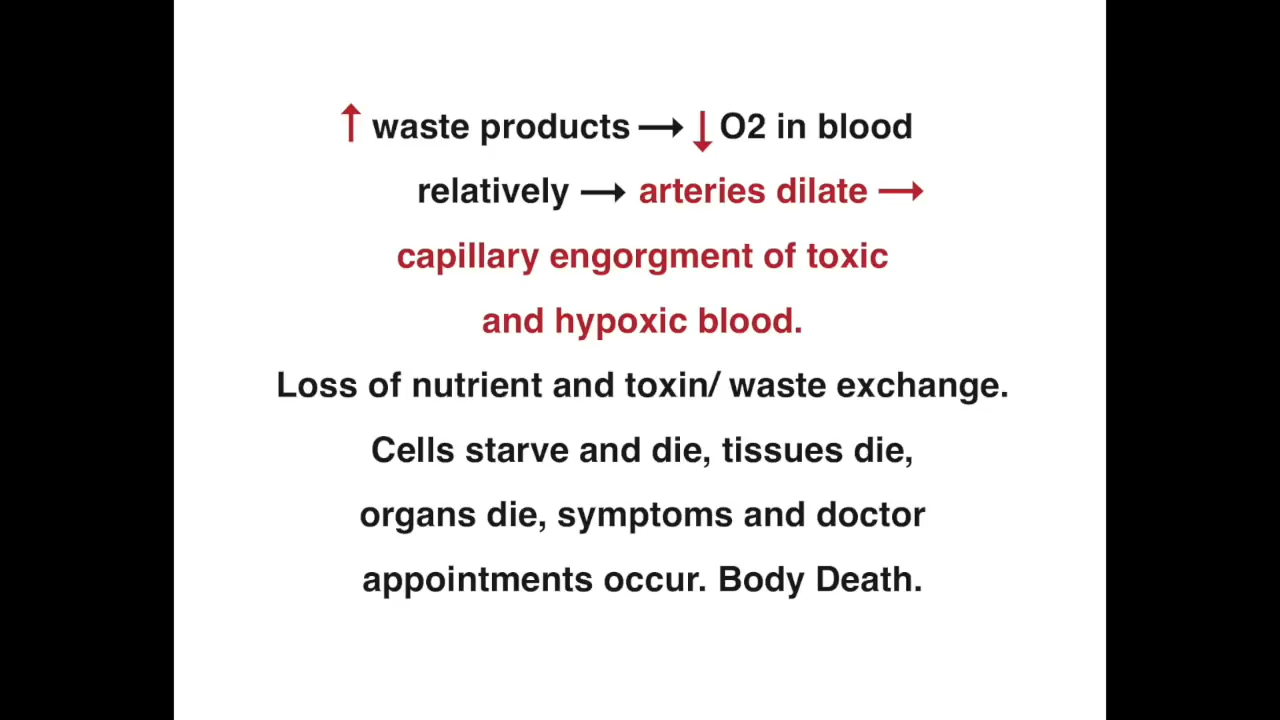 ↑ waste products → ↓ O2 in blood
relatively → arteries dilate →
capillary engorgment of toxic
and hypoxic blood.
Loss of nutrient and toxin/ waste exchange.
Cells starve and die, tissues die,
organs die, symptoms and doctor
appointments occur. Body Death.